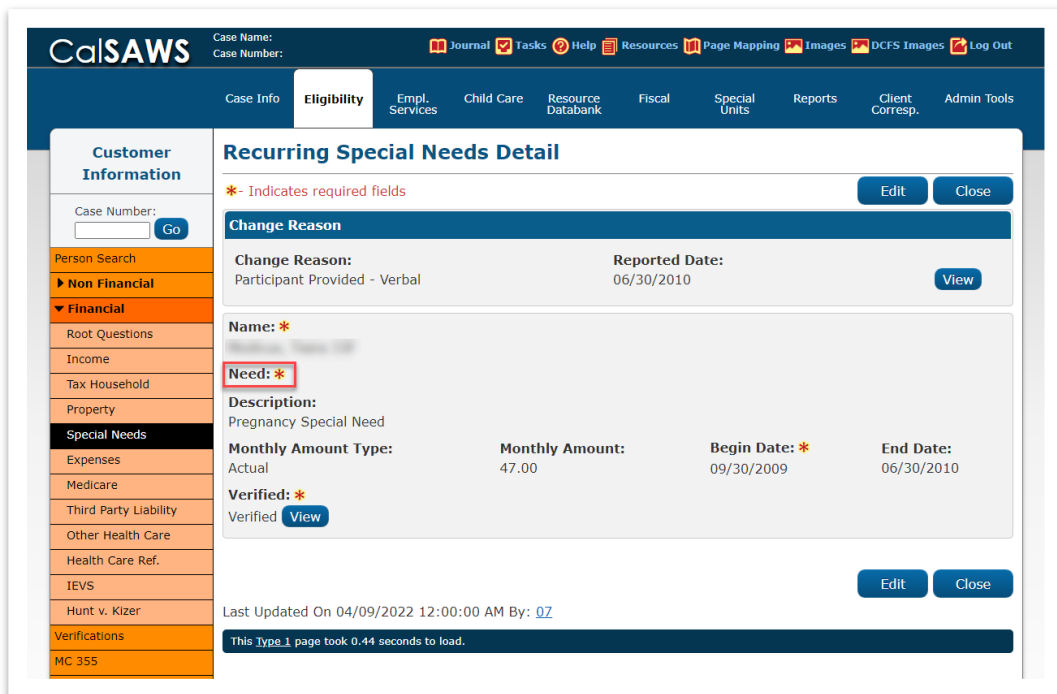 CalSAWS
Case Name:
Case Number:
Journal Tasks Help Resources Page Mapping Images DCFS Images Log Out
Case Info Eligibility Empl. Services Child Care Resource Databank Fiscal Special Units Reports Client Corresp. Admin Tools
Customer Information
Case Number:
Go
Person Search
Non Financial
Financial
Root Questions
Income
Tax Household
Property
Special Needs
Expenses
Medicare
Third Party Liability
Other Health Care
Health Care Ref.
IEVS
Hunt v. Kizer
Verifications
MC 355
Recurring Special Needs Detail
*- Indicates required fields
Edit Close
Change Reason
Change Reason: Reported Date:
Participant Provided - Verbal 06/30/2010 View
Name: *
Need: *
Description:
Pregnancy Special Need
Monthly Amount Type: Monthly Amount: Begin Date: * End Date:
Actual 47.00 09/30/2009 06/30/2010
Verified: *
Verified View
Edit Close
Last Updated On 04/09/2022 12:00:00 AM By: 07
This Type 1 page took 0.44 seconds to load.